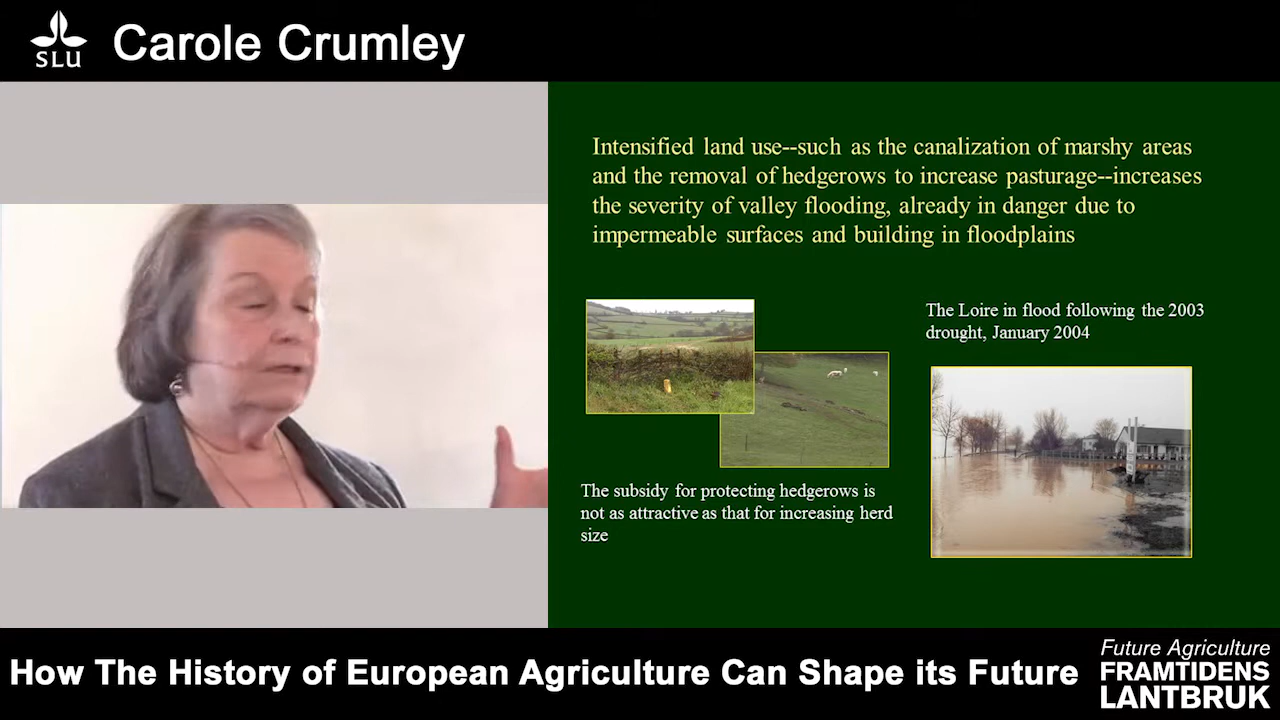 SLU
Carole Crumley
Intensified land use--such as the canalization of marshy areas
and the removal of hedgerows to increase pasturage--increases
the severity of valley flooding, already in danger due to
impermeable surfaces and building in floodplains
The Loire in flood following the 2003
drought, January 2004
The subsidy for protecting hedgerows is
not as attractive as that for increasing herd
size
How The History of European Agriculture Can Shape its Future
Future Agriculture
FRAMTIDENS
LANTBRUK